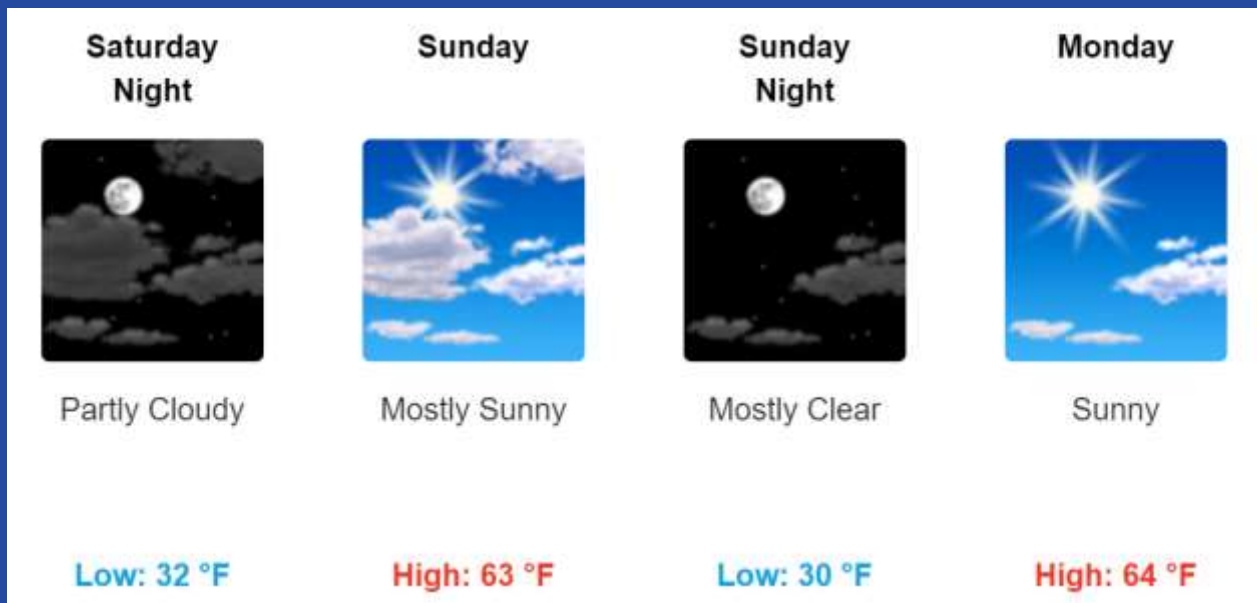 Saturday
Night
Partly Cloudy
Low: 32 °F
Sunday
Mostly Sunny
High: 63 °F
Sunday
Night
Mostly Clear
Low: 30 °F
Monday
Sunny
High: 64 °F